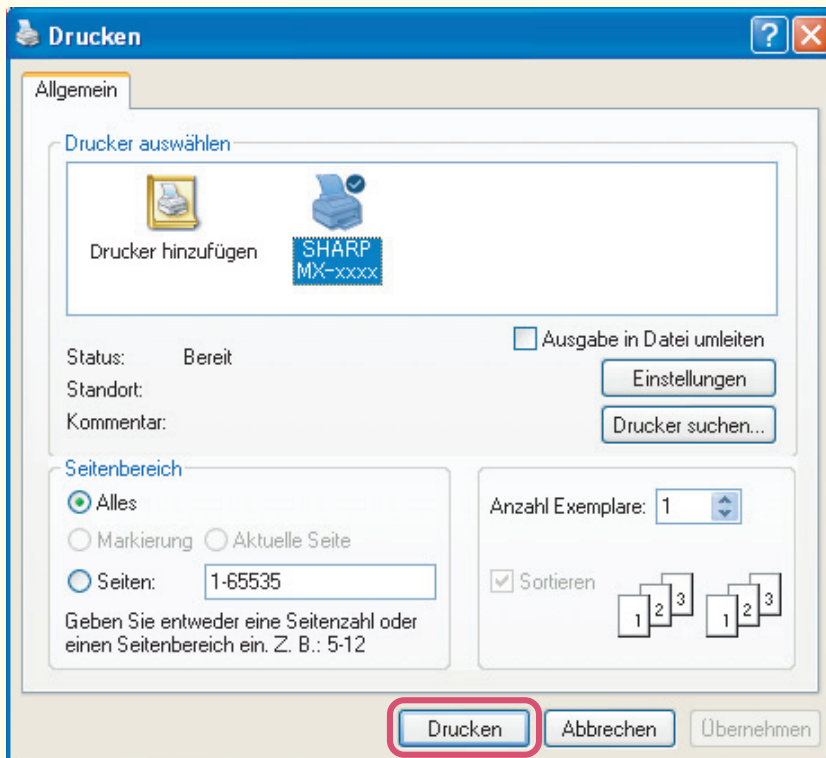 Drucken
Allgemein
Drucker auswählen
Drucker hinzufügen
SHARP
MX-xxxx
Status: Bereit
Standort:
Kommentar:
Ausgabe in Datei umleiten
Einstellungen
Drucker suchen...
Seitenbereich
Alles
Markierung Aktuelle Seite
Seiten: 1-65535
Geben Sie entweder eine Seitenzahl oder
einen Seitenbereich ein. Z. B.: 5-12
Anzahl Exemplare: 1
Sortieren
1 2 3 1 2 3
Drucken Abbrechen Übernehmen